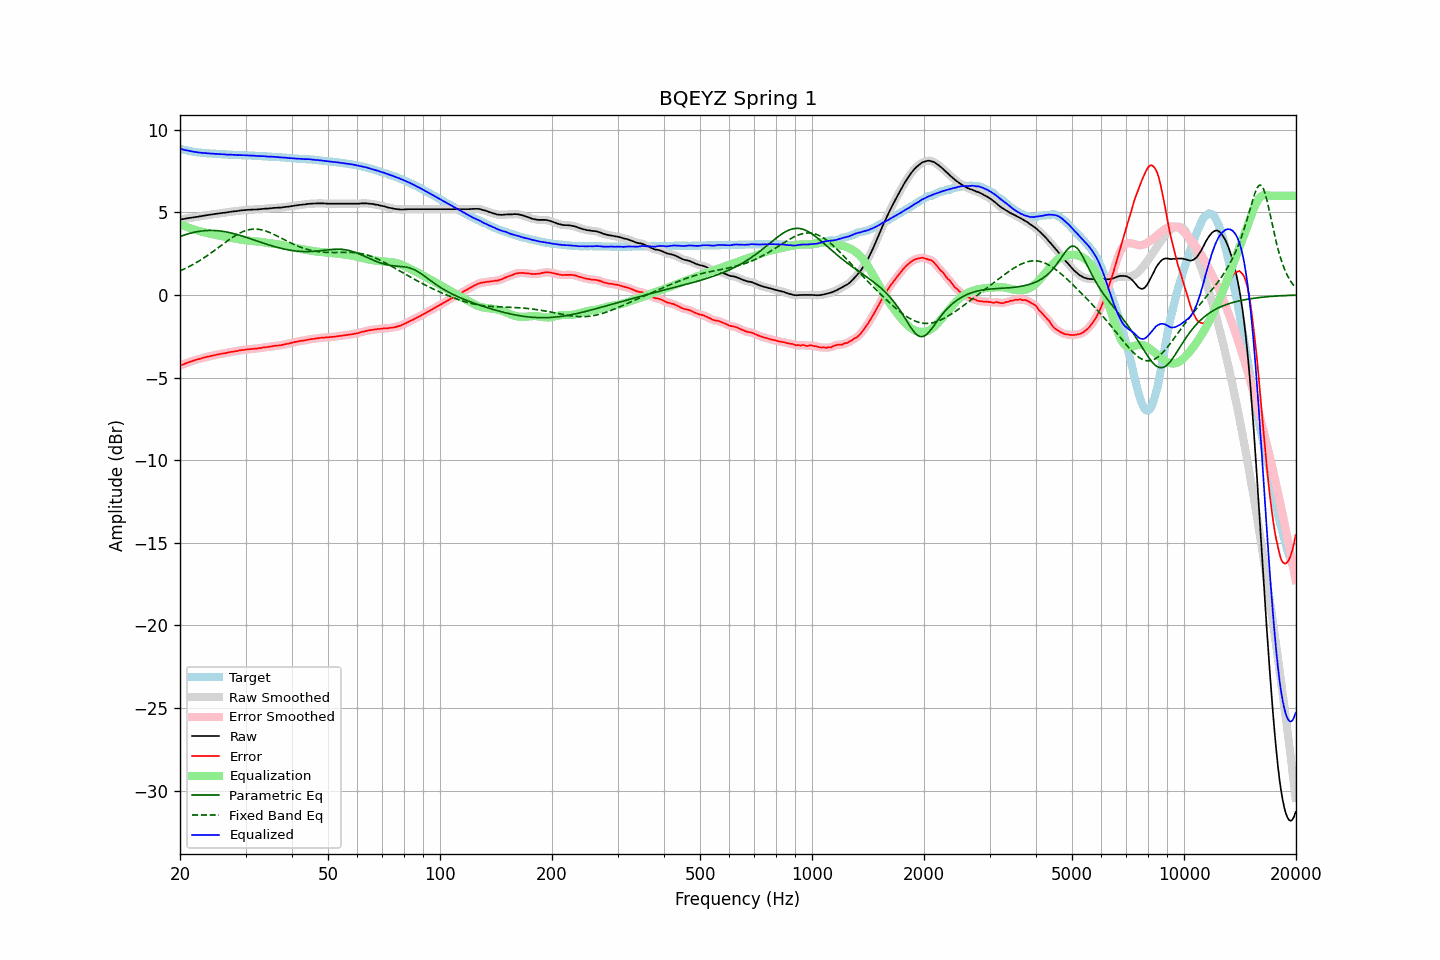 BQEYZ Spring 1
Amplitude (dBr)
10
5
0
−5
−10
−15
−20
−25
−30
Target
Raw Smoothed
Error Smoothed
Raw
Error
Equalization
Parametric Eq
Fixed Band Eq
Equalized
20 50 100 200 500 1000 2000 5000 10000 20000
Frequency (Hz)